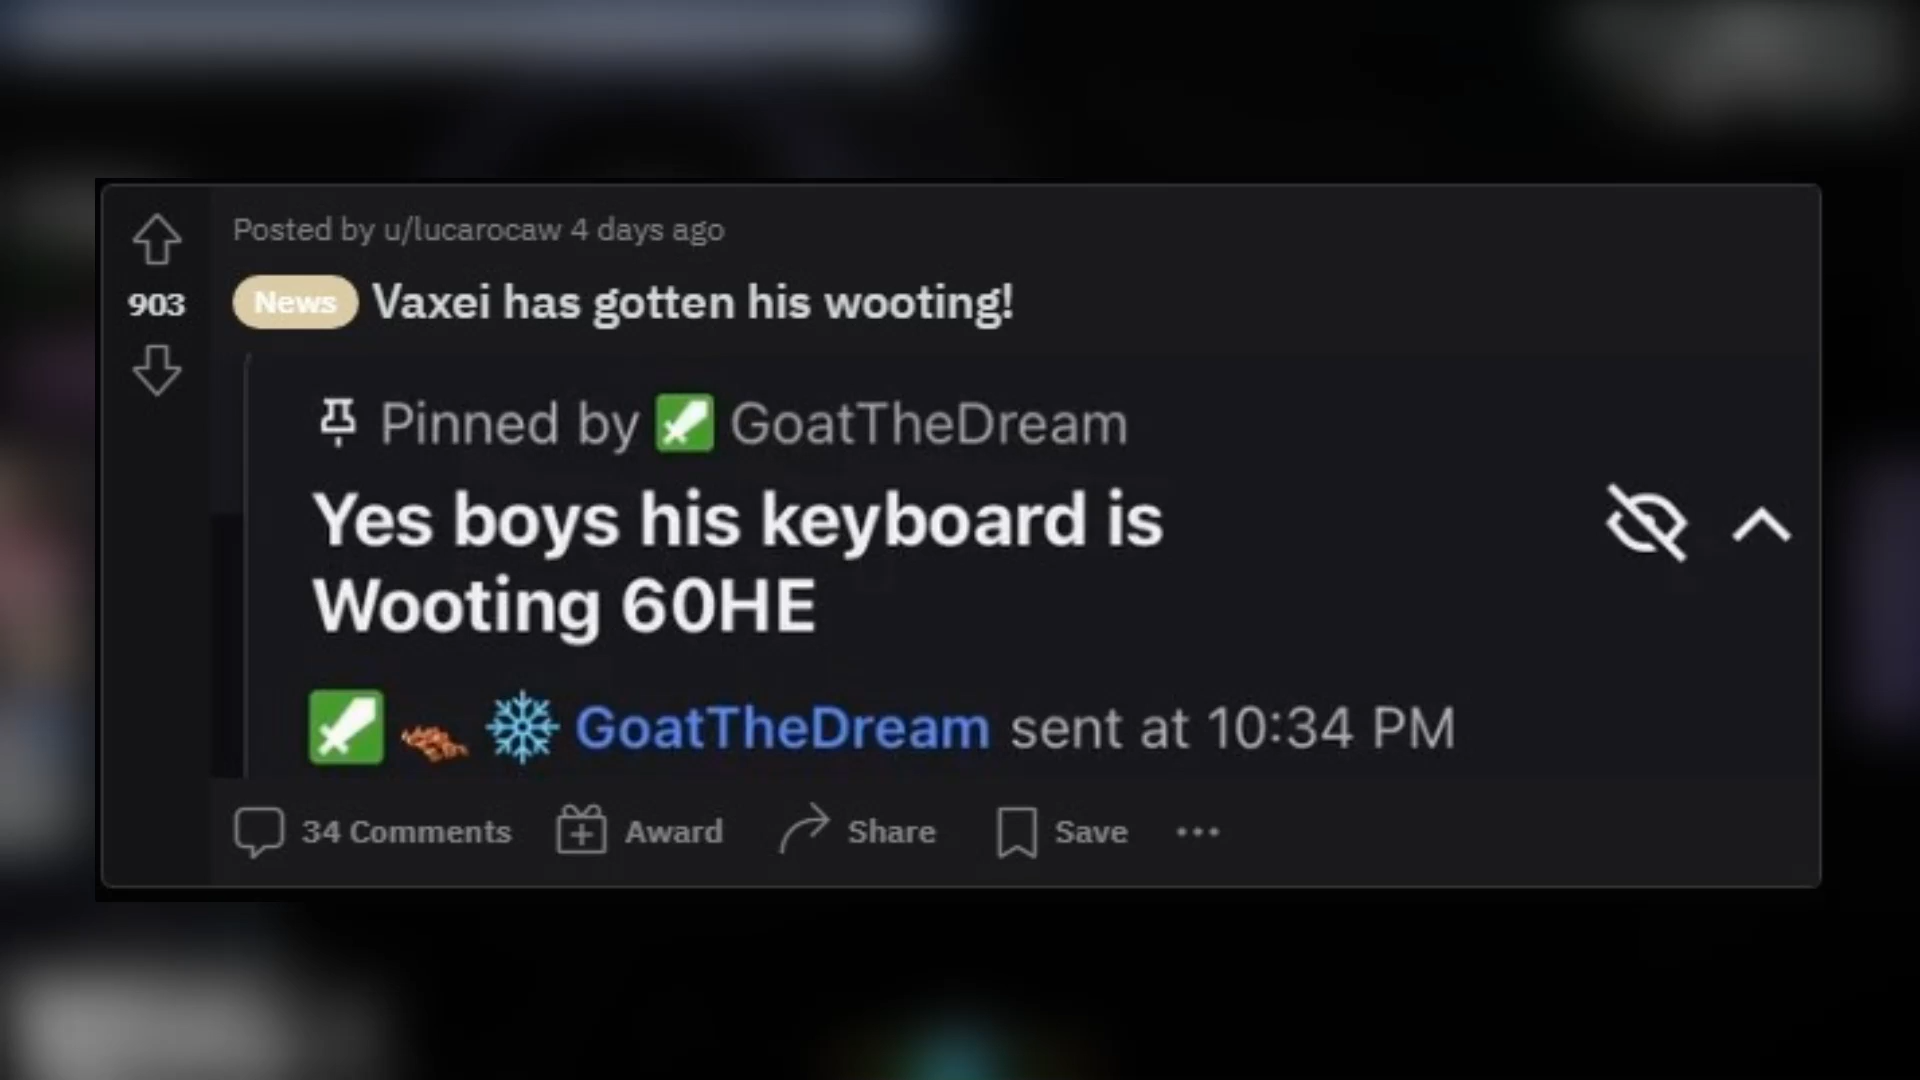 Posted by u/lucarocaw 4 days ago
903
News Vaxei has gotten his wooting!
Pinned by GoatTheDream
Yes boys his keyboard is
Wooting 60HE
GoatTheDream sent at 10:34 PM
34 Comments Award Share Save